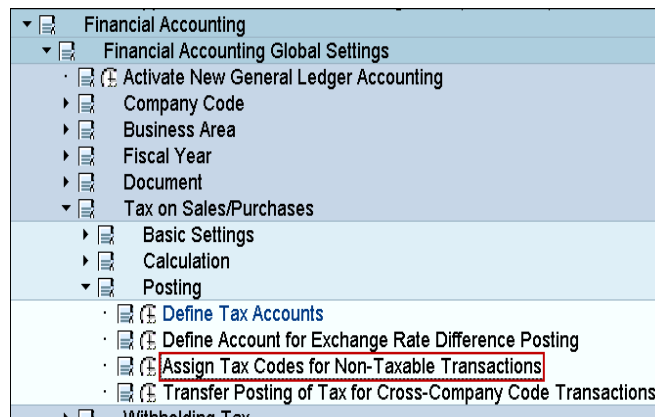 Financial Accounting
Financial Accounting Global Settings
Activate New General Ledger Accounting
Company Code
Business Area
Fiscal Year
Document
Tax on Sales/Purchases
Basic Settings
Calculation
Posting
Define Tax Accounts
Define Account for Exchange Rate Difference Posting
Assign Tax Codes for Non-Taxable Transactions
Transfer Posting of Tax for Cross-Company Code Transactions
Withholding Tax